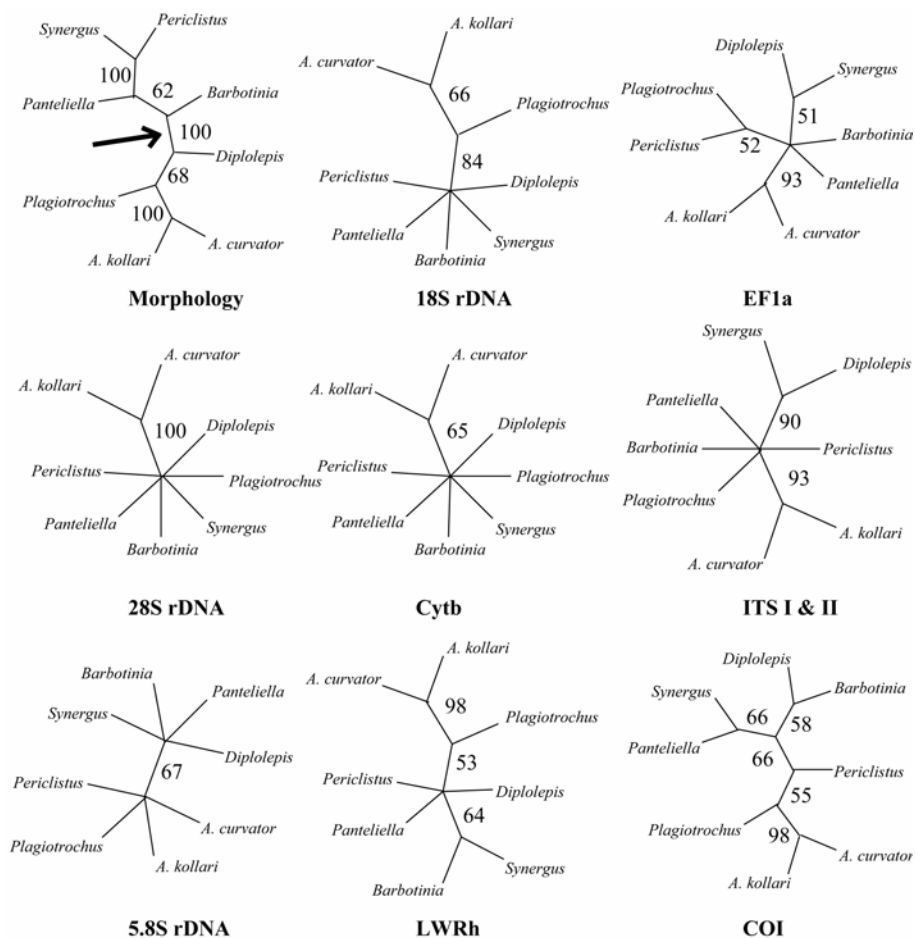 Periclistus
Synergus
100
62
Panteliella
Barbotinia
100
Diplolepis
68
Plagiotrochus
100
A. curvator
A. kollari
Morphology
A. kollari
A. curvator
66
Plagiotrochus
84
Periclistus
Diplolepis
Panteliella
Synergus
Barbotinia
18S rDNA
Diplolepis
Synergus
Plagiotrochus
51
Periclistus
52
Barbotinia
Panteliella
93
A. kollari
A. curvator
EF1a
A. curvator
A. kollari
100
Diplolepis
Periclistus
Plagiotrochus
Panteliella
Synergus
Barbotinia
28S rDNA
A. curvator
A. kollari
65
Diplolepis
Periclistus
Plagiotrochus
Panteliella
Synergus
Barbotinia
Cytb
Synergus
Diplolepis
Panteliella
90
Barbotinia
Periclistus
93
Plagiotrochus
A. kollari
A. curvator
ITS I & II
Barbotinia
Panteliella
Synergus
Diplolepis
67
Periclistus
A. curvator
Plagiotrochus
A. kollari
5.8S rDNA
A. kollari
A. curvator
98
Plagiotrochus
53
Periclistus
Diplolepis
Panteliella
64
Synergus
Barbotinia
LWRh
Diplolepis
Synergus
Barbotinia
66
58
Panteliella
66
Periclistus
55
Plagiotrochus
98
A. curvator
A. kollari
COI